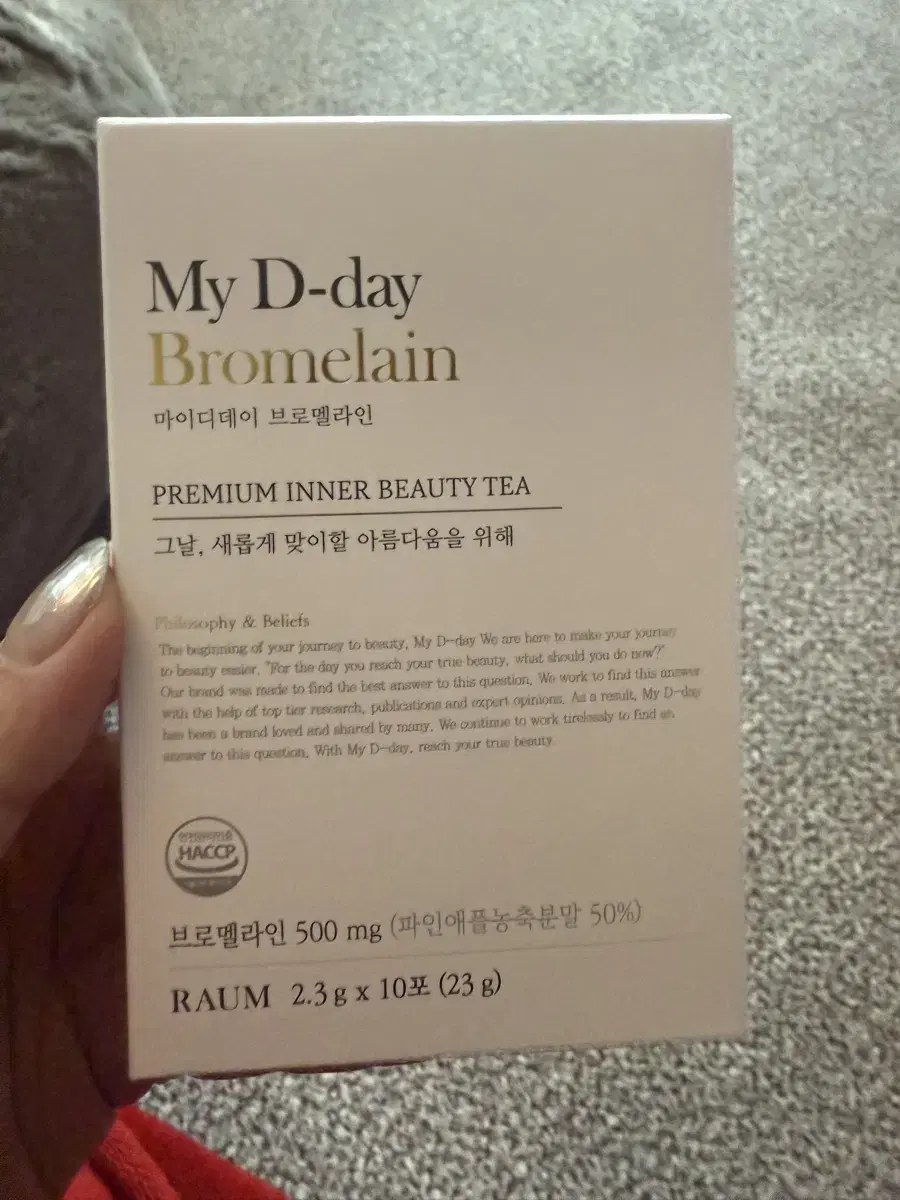 My D-day
Bromelain
마이디데이 브로멜라인
PREMIUM INNER BEAUTY TEA
그날, 새롭게 맞이할 아름다움을 위해
Philosophy & Beliefs
The beginning of your journey to beauty, My D-day We are here to make your journey
to beauty easier. "For the day you reach your true beauty, what should you do now?"
Our brand was made to find the best answer to this question. We work to find this answer
with the help of top tier research, publications and expert opinions. As a result, My D-day
has been a brand loved and shared by many. We continue to work tirelessly to find an
answer to this question. With My D-day, reach your true beauty.
HACCP
브로멜라인 500 mg (파인애플농축분말 50%)
RAUM 2.3 g x 10포 (23 g)